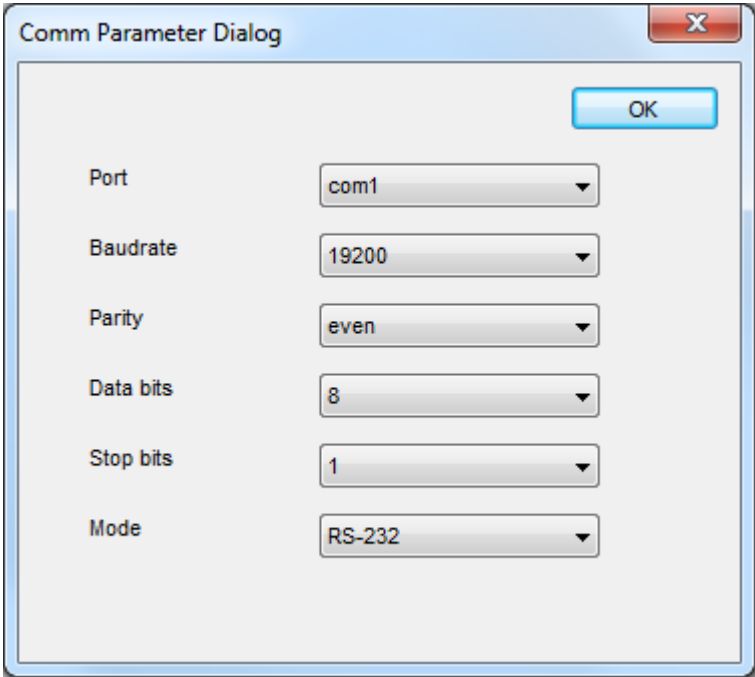 Comm Parameter Dialog
OK
Port com1
Baudrate 19200
Parity even
Data bits 8
Stop bits 1
Mode RS-232